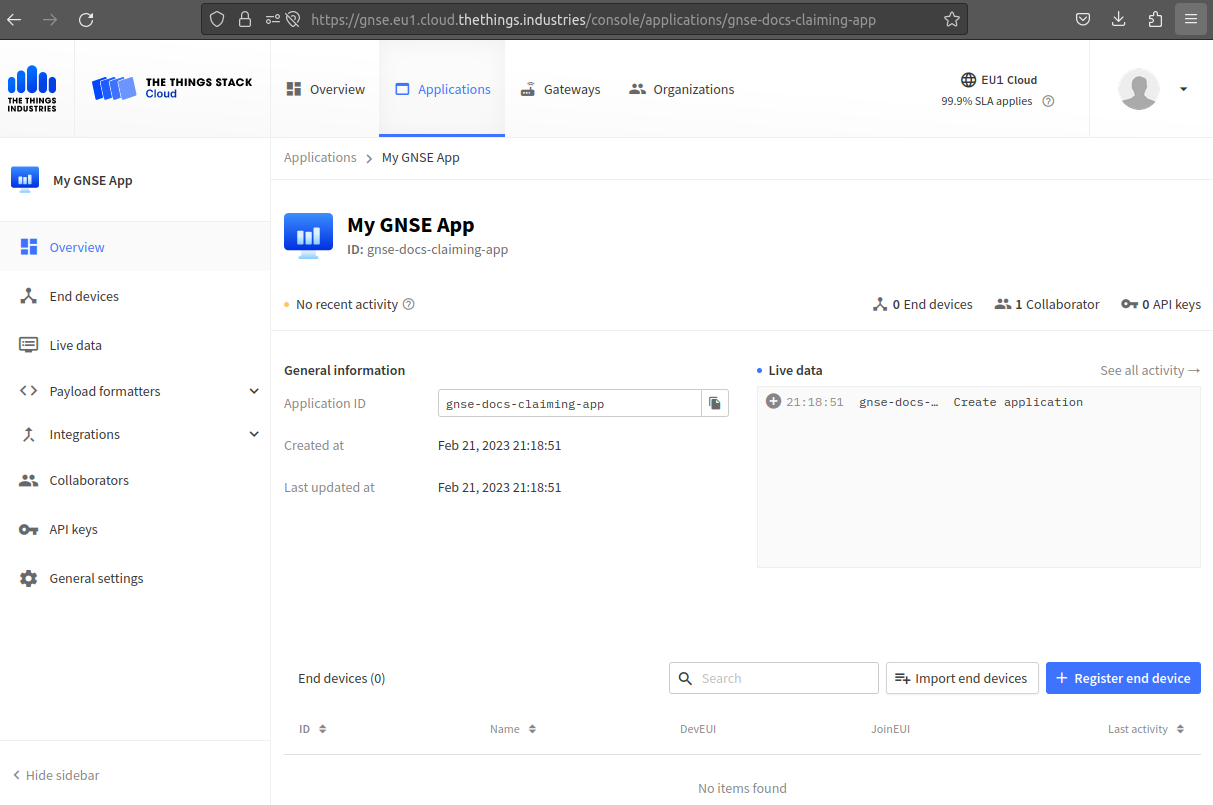 https://gnse.eu1.cloud.thethings.industries/console/applications/gnse-docs-claiming-app
THE THINGS INDUSTRIES
THE THINGS STACK
Cloud
Overview
Applications
Gateways
Organizations
EU1 Cloud
99.9% SLA applies
My GNSE App
Overview
End devices
Live data
Payload formatters
Integrations
Collaborators
API keys
General settings
Hide sidebar
Applications > My GNSE App
My GNSE App
ID: gnse-docs-claiming-app
No recent activity
0 End devices
1 Collaborator
0 API keys
General information
Application ID gnse-docs-claiming-app
Created at Feb 21, 2023 21:18:51
Last updated at Feb 21, 2023 21:18:51
Live data
See all activity →
21:18:51 gnse-docs-… Create application
End devices (0)
Search
Import end devices
+ Register end device
ID Name DevEUI JoinEUI Last activity
No items found